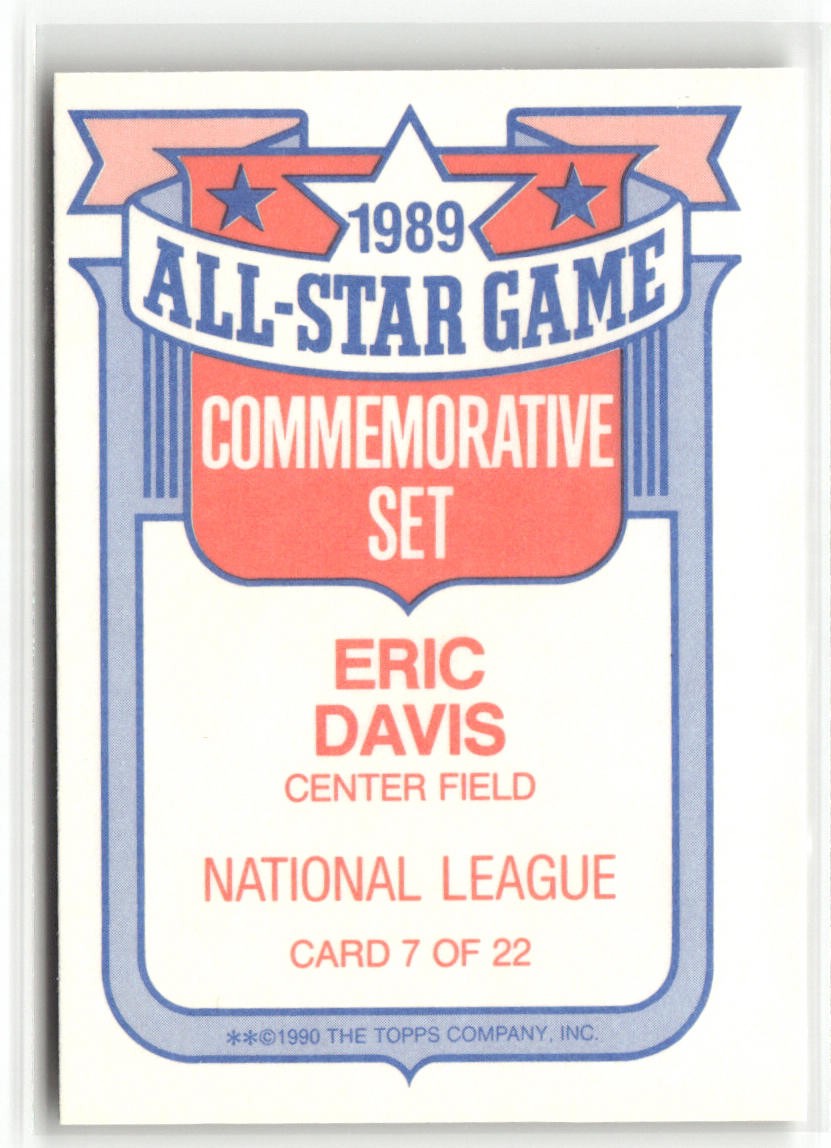 1989
ALL-STAR GAME
COMMEMORATIVE
SET
ERIC
DAVIS
CENTER FIELD
NATIONAL LEAGUE
CARD 7 OF 22
**©1990 THE TOPPS COMPANY, INC.